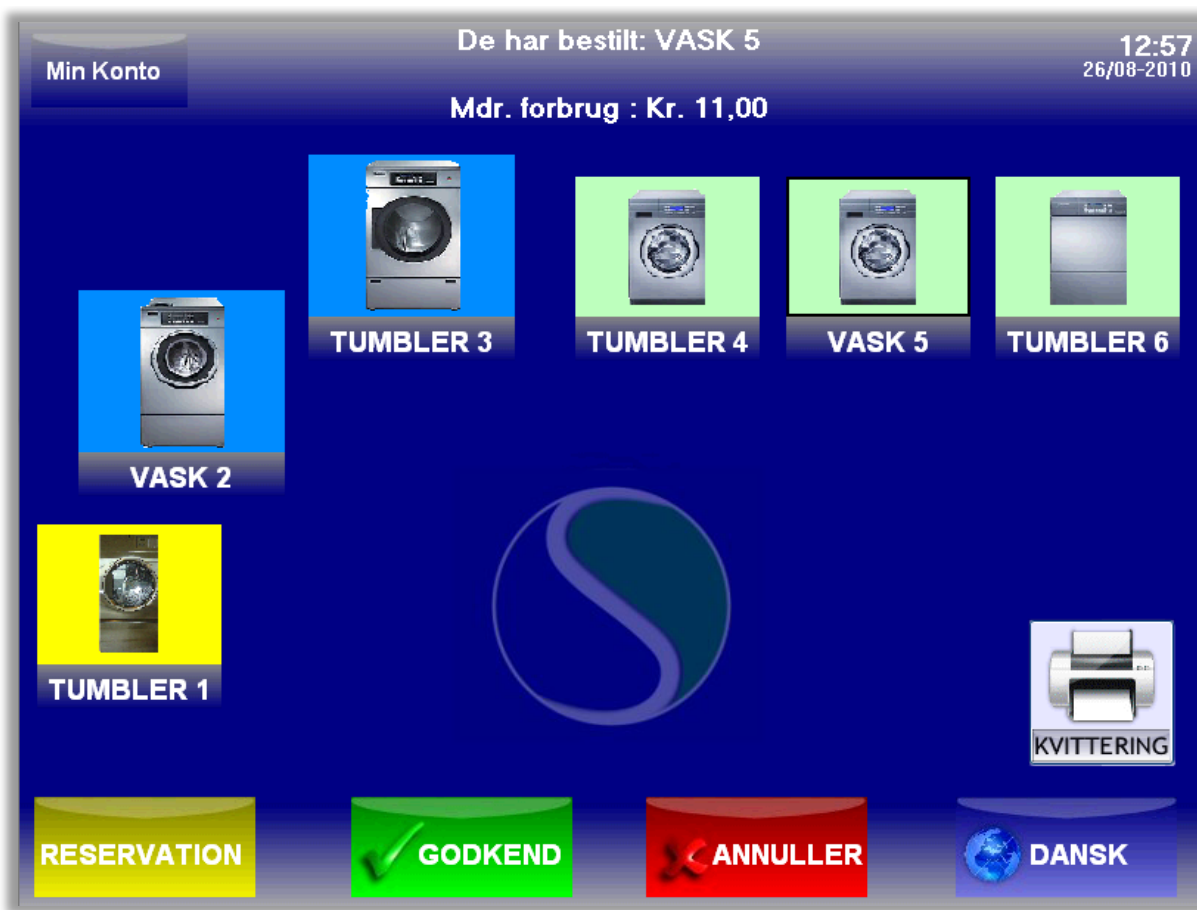 Min Konto
De har bestilt: VASK 5
12:57
26/08-2010
Mdr. forbrug : Kr. 11,00
TUMBLER 3
TUMBLER 4
VASK 5
TUMBLER 6
VASK 2
TUMBLER 1
KVITTERING
RESERVATION
GODKEND
ANNULLER
DANSK